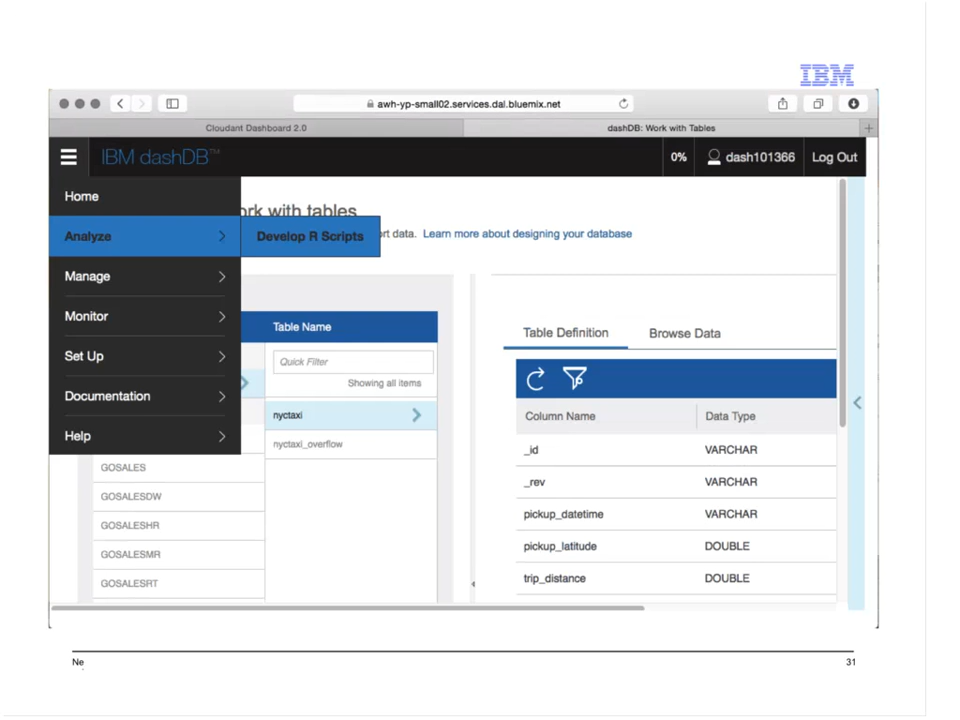 IBM
awh-yp-small02.services.dal.bluemix.net
Cloudant Dashboard 2.0
dashDB: Work with Tables
IBM dashDB™
0%
dash101366
Log Out
Home
Analyze
Develop R Scripts
Manage
Monitor
Set Up
Documentation
Help
with tables
data. Learn more about designing your database
Table Name
Quick Filter
Showing all items
nyctaxi
nyctaxi_overflow
GOSALES
GOSALESDW
GOSALESHR
GOSALESMR
GOSALESRT
Table Definition
Browse Data
Column Name
Data Type
_id
VARCHAR
_rev
VARCHAR
pickup_datetime
VARCHAR
pickup_latitude
DOUBLE
trip_distance
DOUBLE
Ne
31